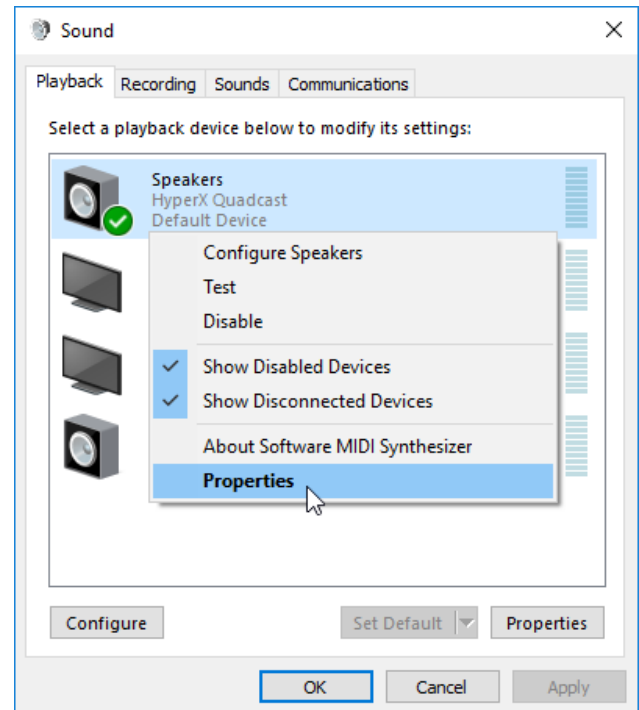 Sound
Playback Recording Sounds Communications
Select a playback device below to modify its settings:
Speakers
HyperX Quadcast
Default Device
Configure Speakers
Test
Disable
Show Disabled Devices
Show Disconnected Devices
About Software MIDI Synthesizer
Properties
Configure Set Default Properties
OK Cancel Apply